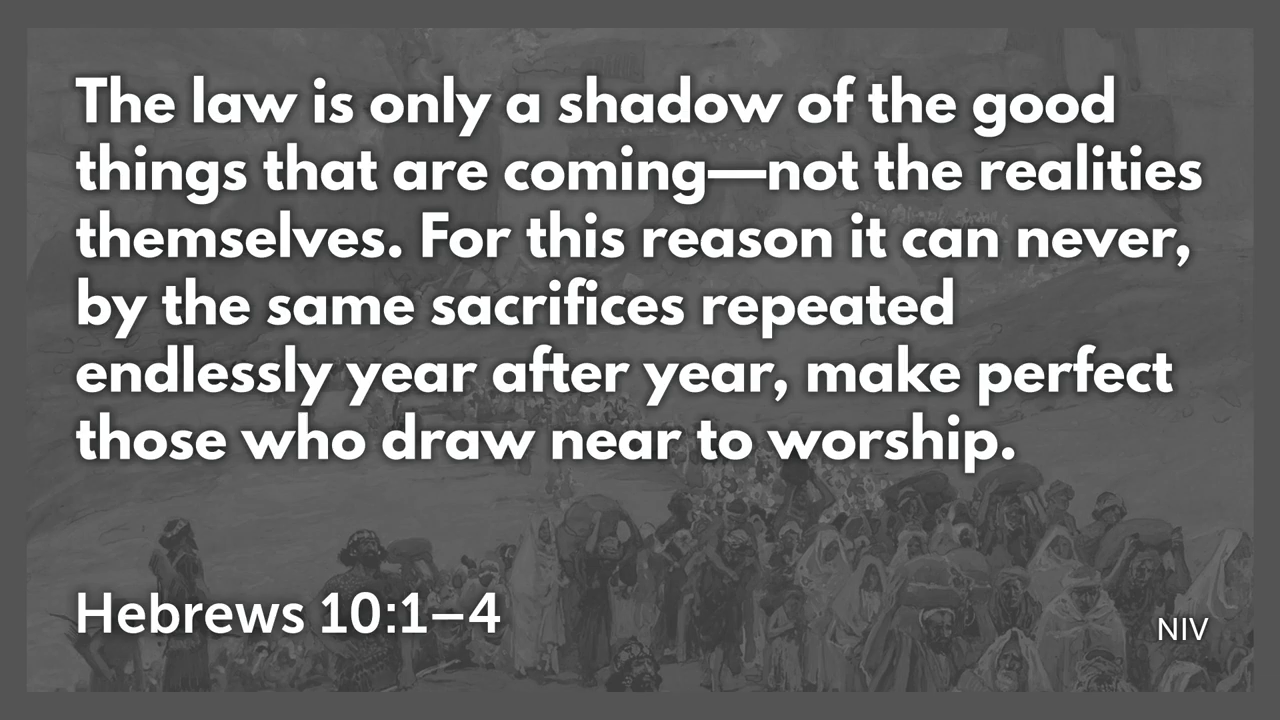 The law is only a shadow of the good
things that are coming—not the realities
themselves. For this reason it can never,
by the same sacrifices repeated
endlessly year after year, make perfect
those who draw near to worship.
Hebrews 10:1–4
NIV